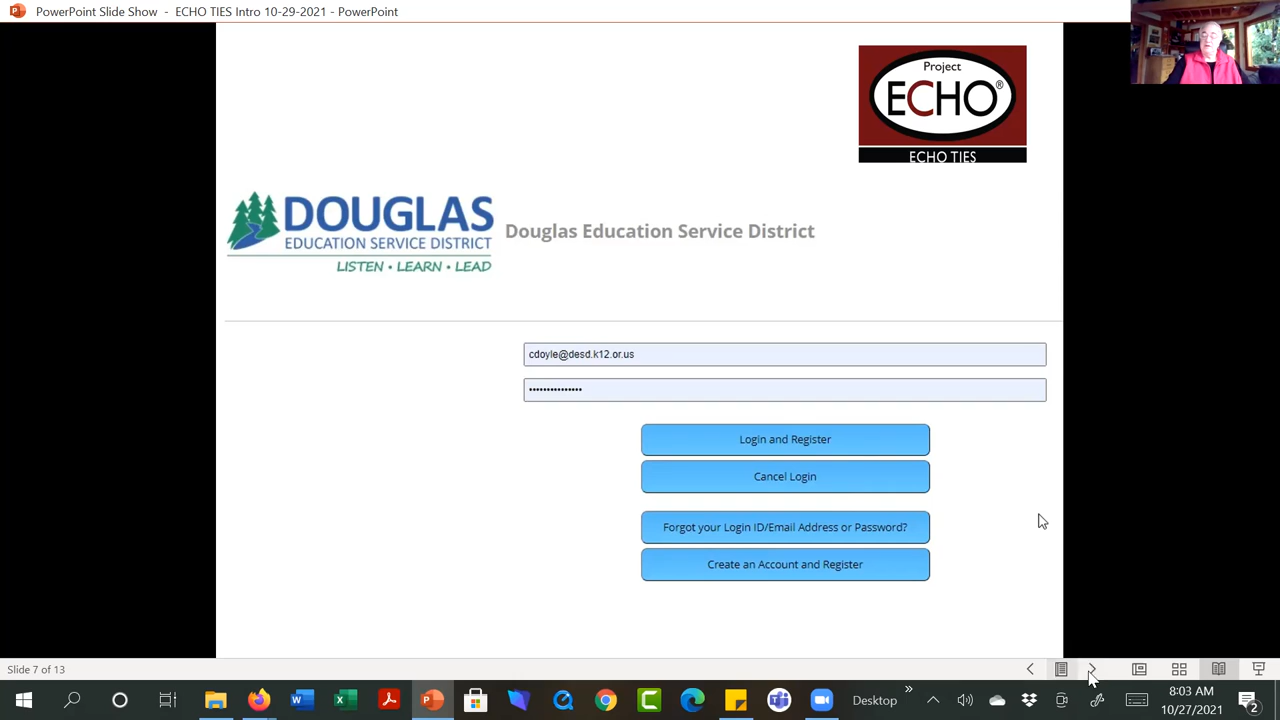 PowerPoint Slide Show - ECHO TIES Intro 10-29-2021 - PowerPoint
Project
ECHO®
ECHO TIES
DOUGLAS
EDUCATION SERVICE DISTRICT
LISTEN • LEARN • LEAD
Douglas Education Service District
cdoyle@desd.k12.or.us
•••••••••••••••
Login and Register
Cancel Login
Forgot your Login ID/Email Address or Password?
Create an Account and Register
Slide 7 of 13
Desktop
8:03 AM
10/27/2021
2